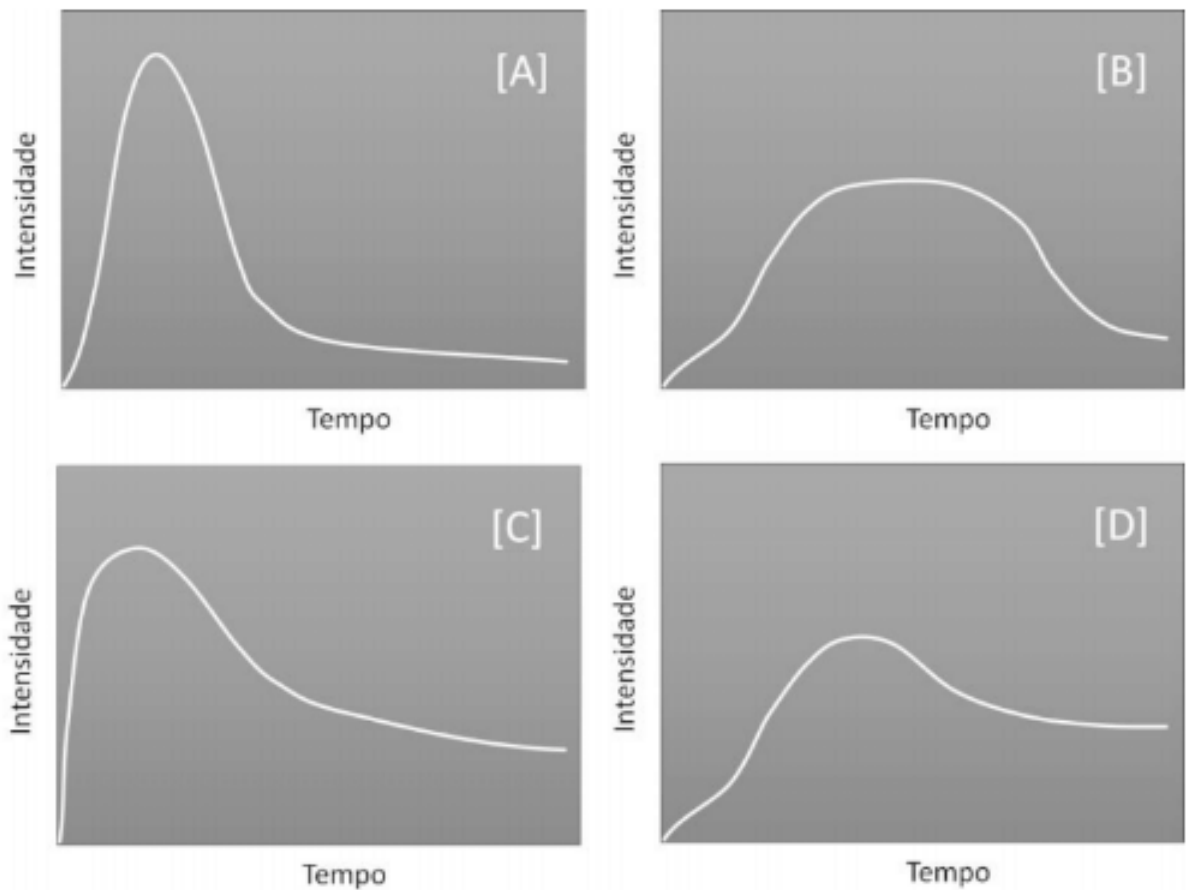 [A]
Intensidade
Tempo
[B]
Intensidade
Tempo
[C]
Intensidade
Tempo
[D]
Intensidade
Tempo